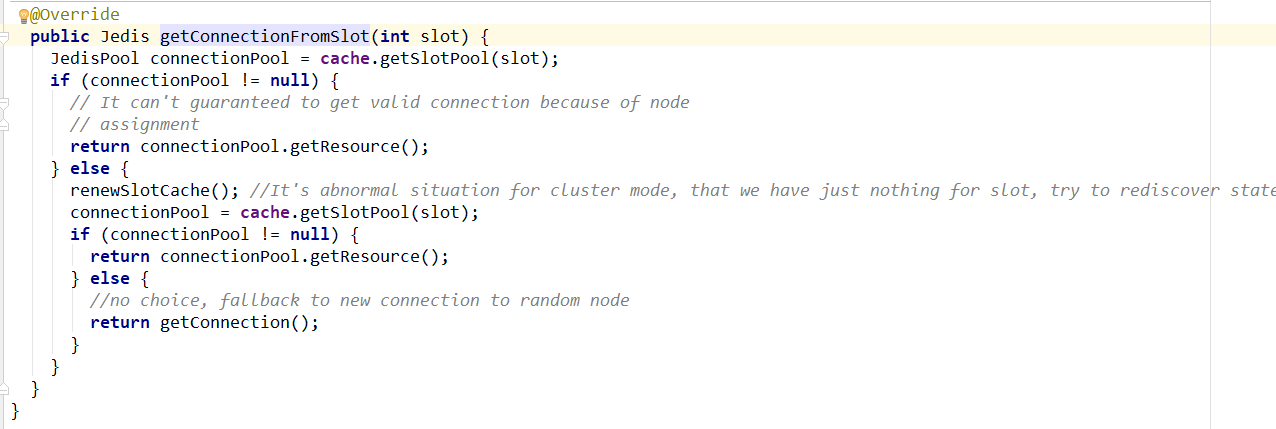 @Override
public Jedis getConnectionFromSlot(int slot) {
JedisPool connectionPool = cache.getSlotPool(slot);
if (connectionPool != null) {
// It can't guaranteed to get valid connection because of node
// assignment
return connectionPool.getResource();
} else {
renewSlotCache(); //It's abnormal situation for cluster mode, that we have just nothing for slot, try to rediscover state
connectionPool = cache.getSlotPool(slot);
if (connectionPool != null) {
return connectionPool.getResource();
} else {
//no choice, fallback to new connection to random node
return getConnection();
}
}
}
}